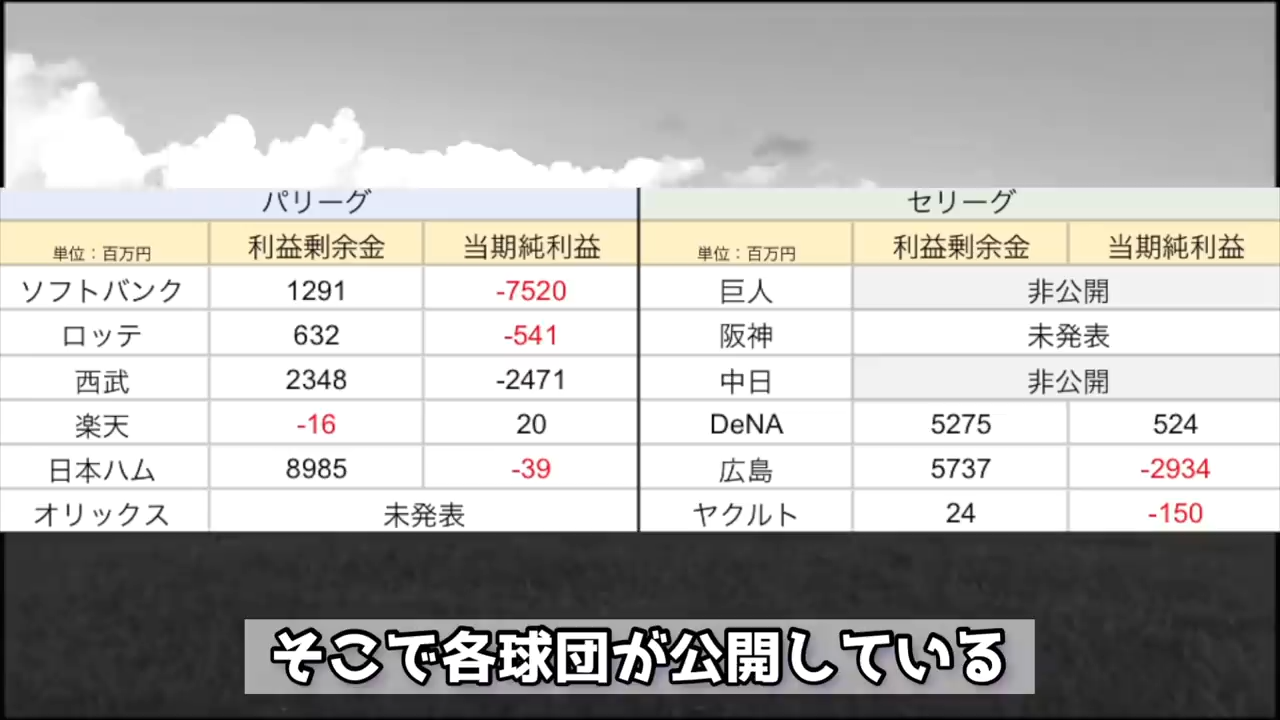 パリーグ セリーグ
単位：百万円 利益剰余金 当期純利益 単位：百万円 利益剰余金 当期純利益
ソフトバンク 1291 -7520 巨人 非公開
ロッテ 632 -541 阪神 未発表
西武 2348 -2471 中日 非公開
楽天 -16 20 DeNA 5275 524
日本ハム 8985 -39 広島 5737 -2934
オリックス 未発表 ヤクルト 24 -150
そこで各球団が公開している